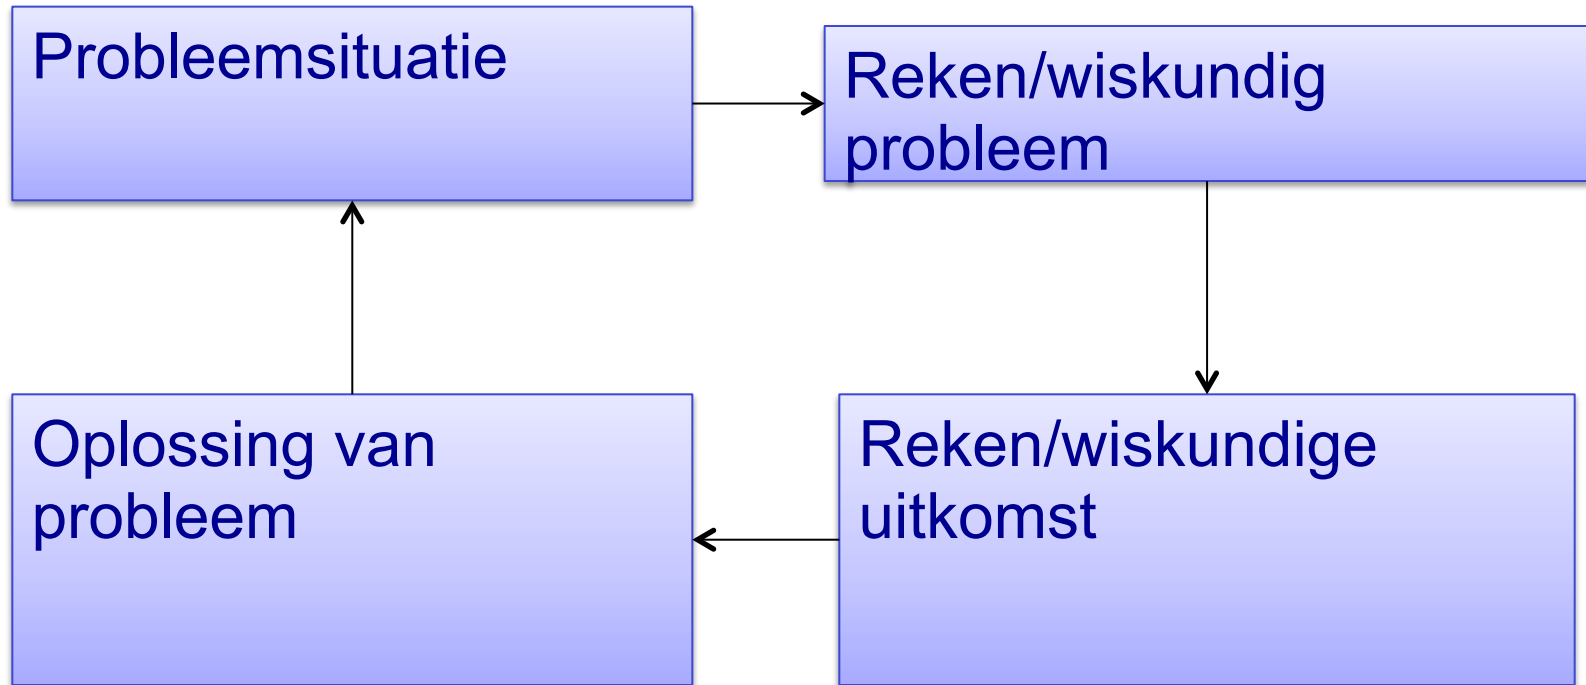 Probleemsituatie
Reken/wiskundig
probleem
Oplossing van
probleem
Reken/wiskundige
uitkomst